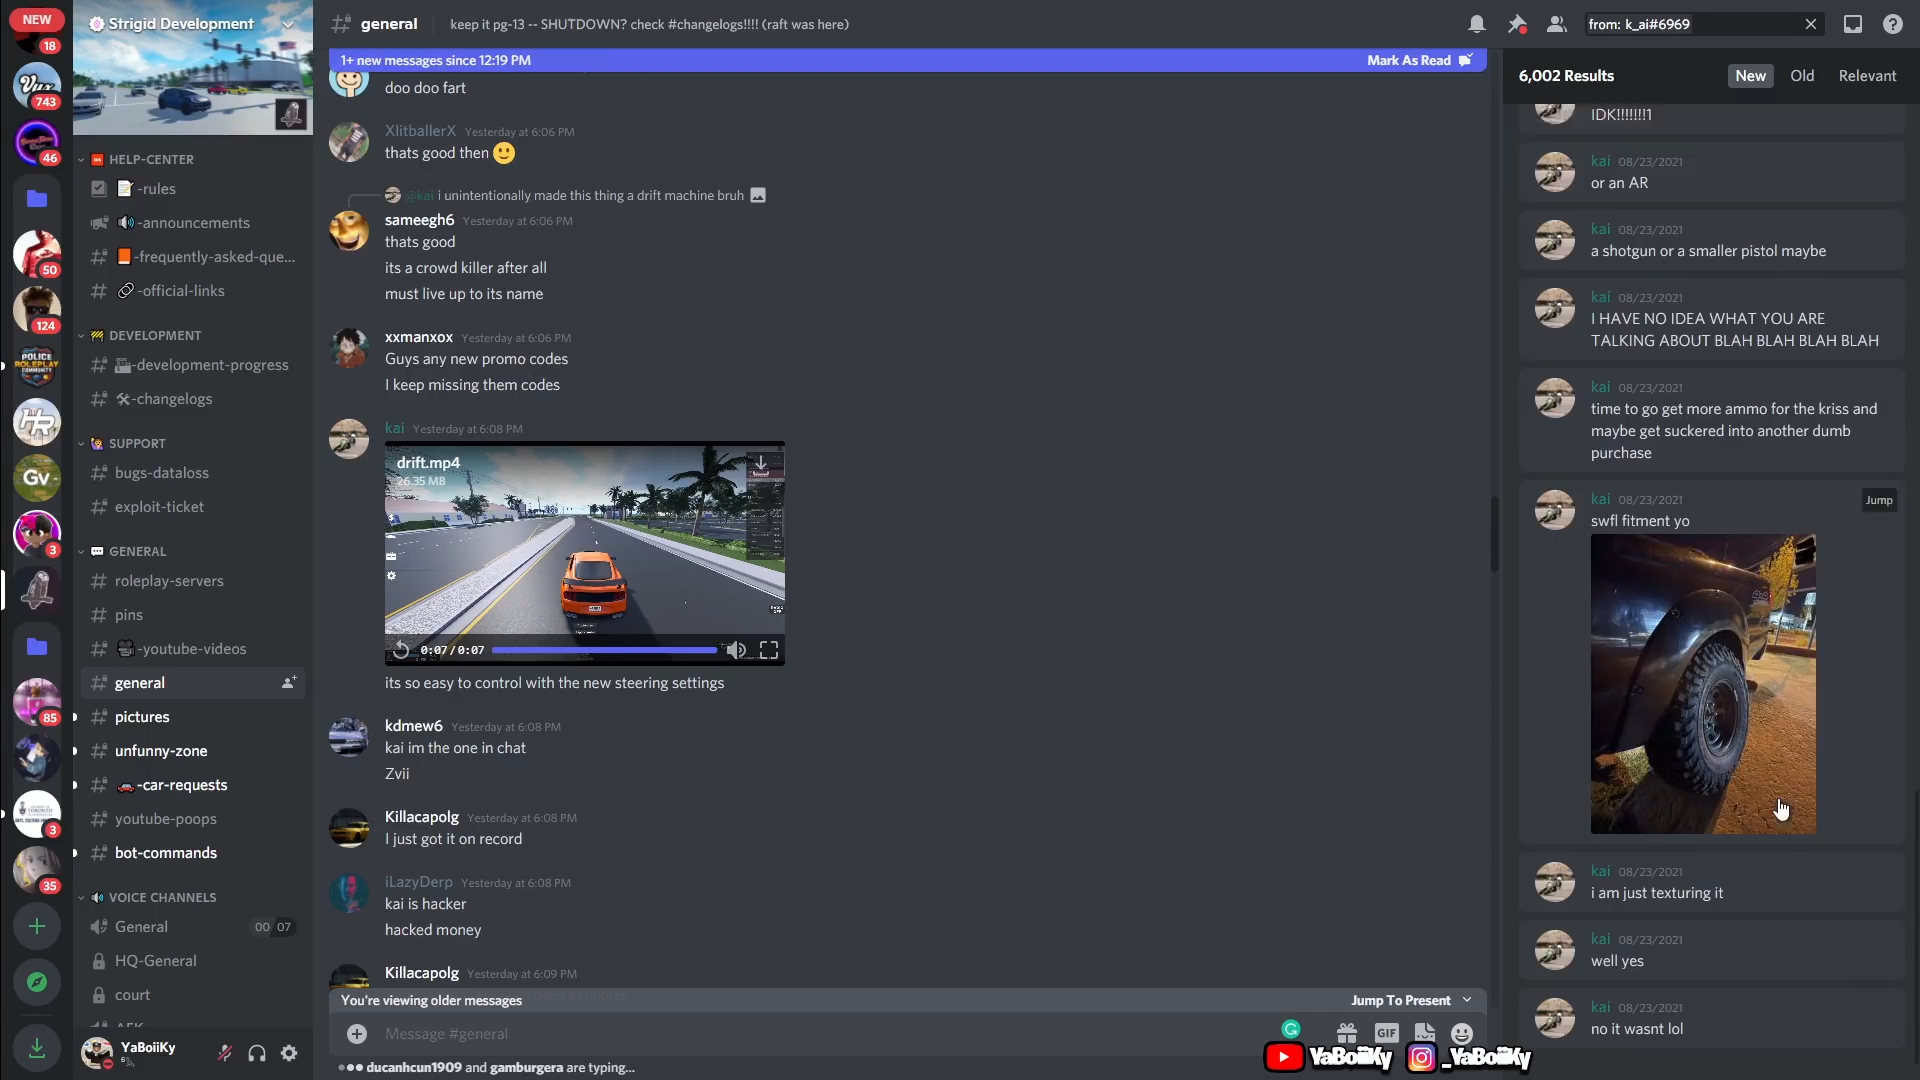 NEW
18
743
46
50
124
POLICE
ROLEPLAY
COMMUNITY
HR
GV
3
85
3
35
Strigid Development
HELP-CENTER
-rules
-announcements
-frequently-asked-que...
-official-links
DEVELOPMENT
-development-progress
-changelogs
SUPPORT
bugs-dataloss
exploit-ticket
GENERAL
roleplay-servers
pins
-youtube-videos
general
pictures
unfunny-zone
-car-requests
youtube-poops
bot-commands
VOICE CHANNELS
General 00 07
HQ-General
court
AFK
YaBoiiKy
general keep it pg-13 -- SHUTDOWN? check #changelogs!!!! (raft was here)
1+ new messages since 12:19 PM Mark As Read
doo doo fart
XlitballerX Yesterday at 6:06 PM
thats good then
@kai i unintentionally made this thing a drift machine bruh
sameegh6 Yesterday at 6:06 PM
thats good
its a crowd killer after all
must live up to its name
xxmanxox Yesterday at 6:06 PM
Guys any new promo codes
I keep missing them codes
kai Yesterday at 6:08 PM
drift.mp4
26.35 MB
0:07/0:07
its so easy to control with the new steering settings
kdmew6 Yesterday at 6:08 PM
kai im the one in chat
Zvii
Killacapolg Yesterday at 6:08 PM
I just got it on record
iLazyDerp Yesterday at 6:08 PM
kai is hacker
hacked money
Killacapolg Yesterday at 6:09 PM
You're viewing older messages Jump To Present
Message #general
GIF
ducanhcun1909 and gamburgera are typing...
YaBoiiKy _YaBoiiKy
from: k_ai#6969
6,002 Results New Old Relevant
IDK!!!!!!!1
kai 08/23/2021
or an AR
kai 08/23/2021
a shotgun or a smaller pistol maybe
kai 08/23/2021
I HAVE NO IDEA WHAT YOU ARE
TALKING ABOUT BLAH BLAH BLAH BLAH
kai 08/23/2021
time to go get more ammo for the kriss and
maybe get suckered into another dumb
purchase
kai 08/23/2021 Jump
swfl fitment yo
4x4
kai 08/23/2021
i am just texturing it
kai 08/23/2021
well yes
kai 08/23/2021
no it wasnt lol